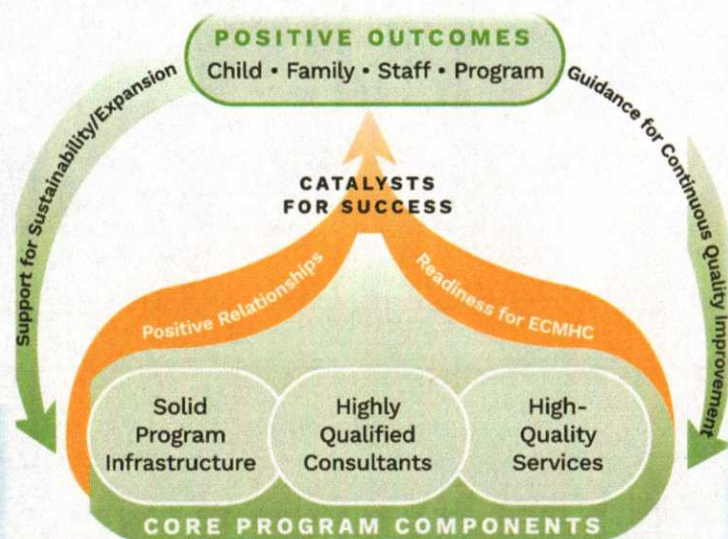 POSITIVE OUTCOMES
Child • Family • Staff • Program
Support for Sustainability/Expansion
Guidance for Continuous Quality Improvement
CATALYSTS
FOR SUCCESS
Positive Relationships
Readiness for ECMHC
Solid
Program
Infrastructure
Highly
Qualified
Consultants
High-
Quality
Services
CORE PROGRAM COMPONENTS